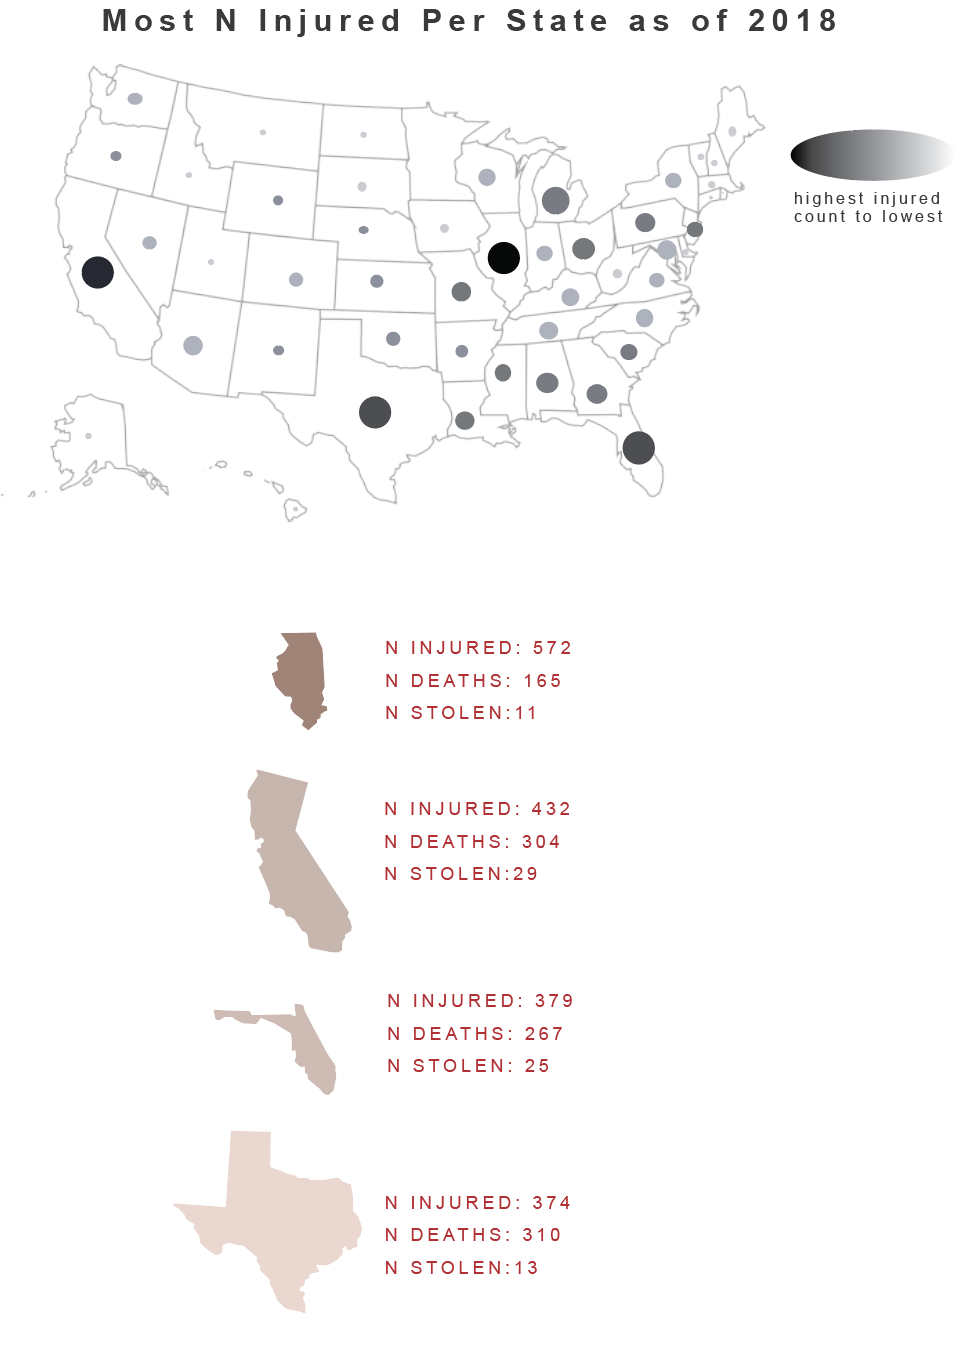 Most N Injured Per State as of 2018
highest injured
count to lowest
N INJURED: 572
N DEATHS: 165
N STOLEN:11
N INJURED: 432
N DEATHS: 304
N STOLEN:29
N INJURED: 379
N DEATHS: 267
N STOLEN: 25
N INJURED: 374
N DEATHS: 310
N STOLEN:13